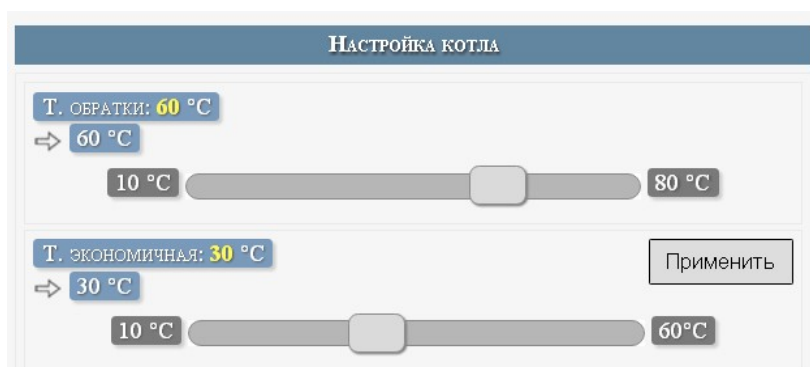 Настройка котла
Т. обратки: 60 °C
60 °C
10 °C 80 °C
Т. экономичная: 30 °C
Применить
30 °C
10 °C 60°C